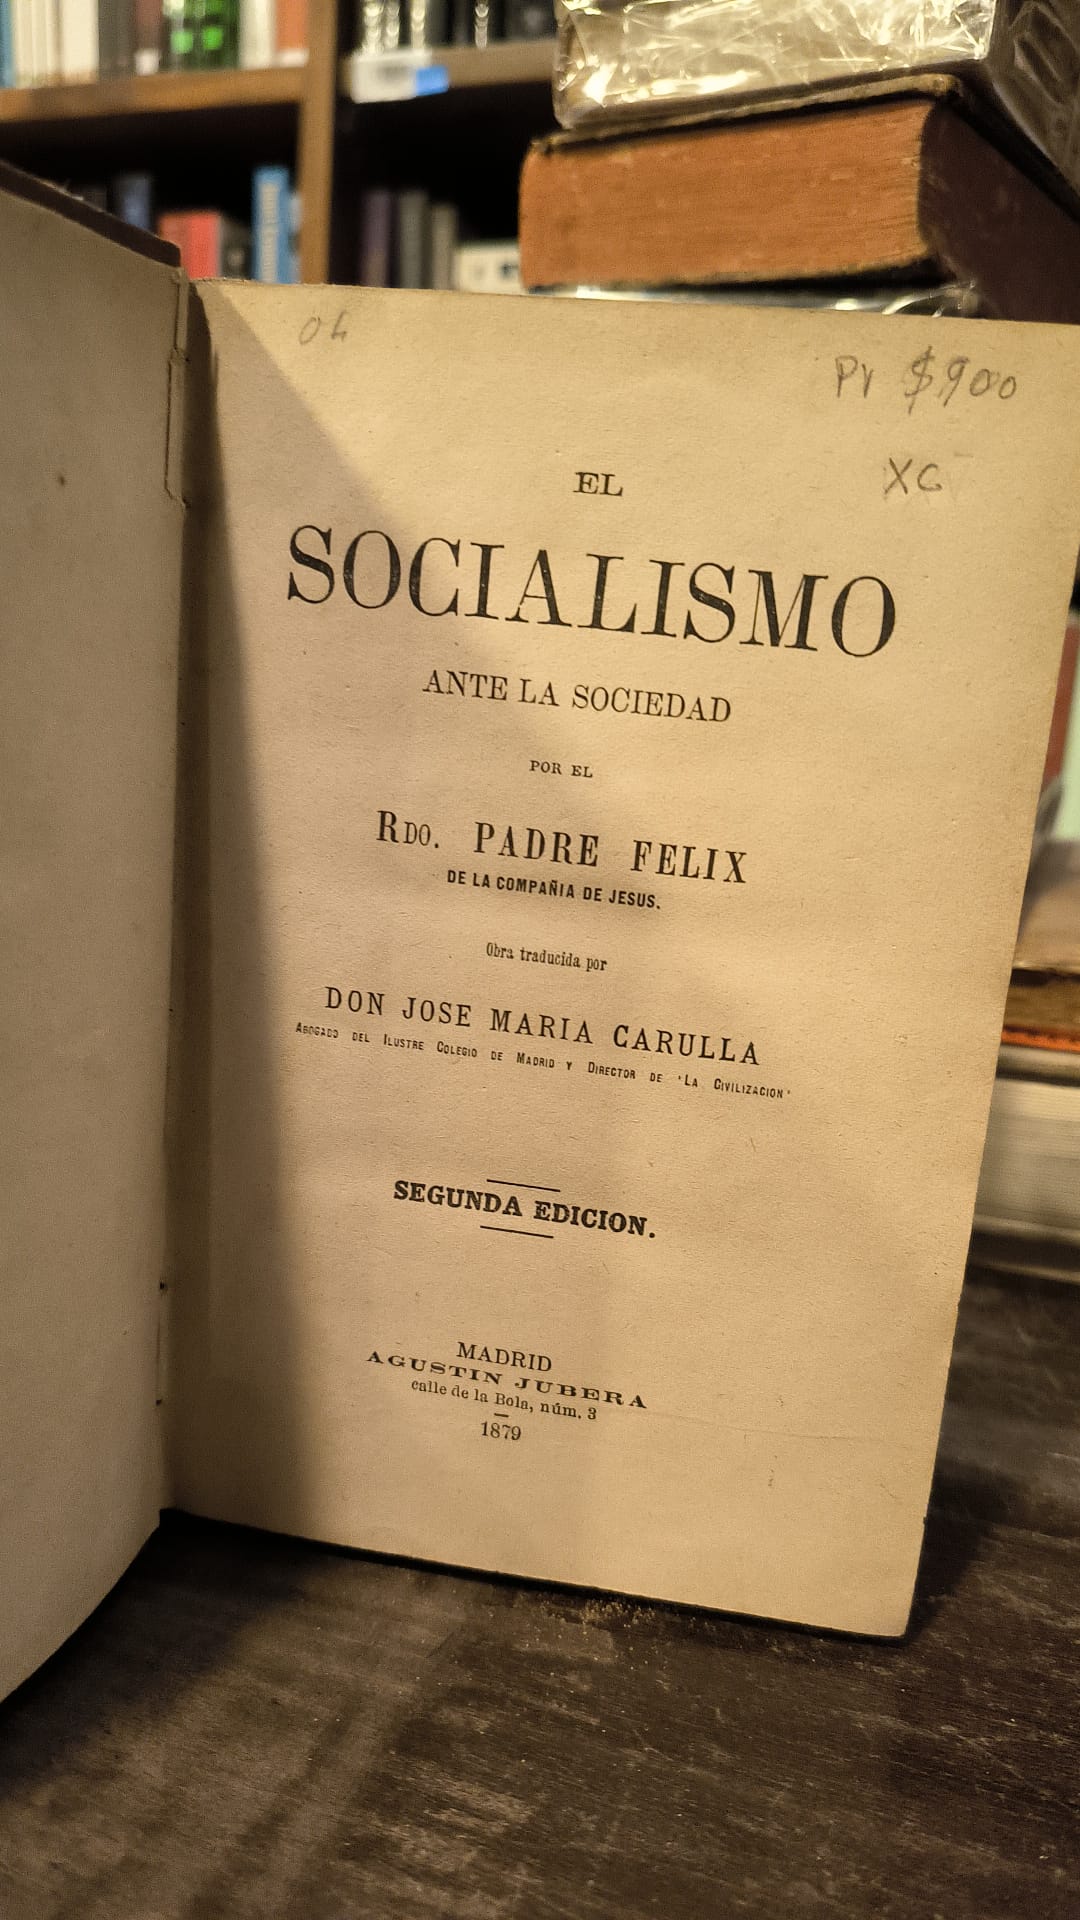 04
Pr $900
XG
EL
SOCIALISMO
ANTE LA SOCIEDAD
POR EL
RDO. PADRE FELIX
DE LA COMPAÑIA DE JESUS.
Obra traducida por
DON JOSE MARIA CARULLA
ABOGADO DEL ILUSTRE COLEGIO DE MADRID Y DIRECTOR DE 'LA CIVILIZACION'
SEGUNDA EDICION.
MADRID
AGUSTIN JUBERA
calle de la Bola, núm. 3
1879